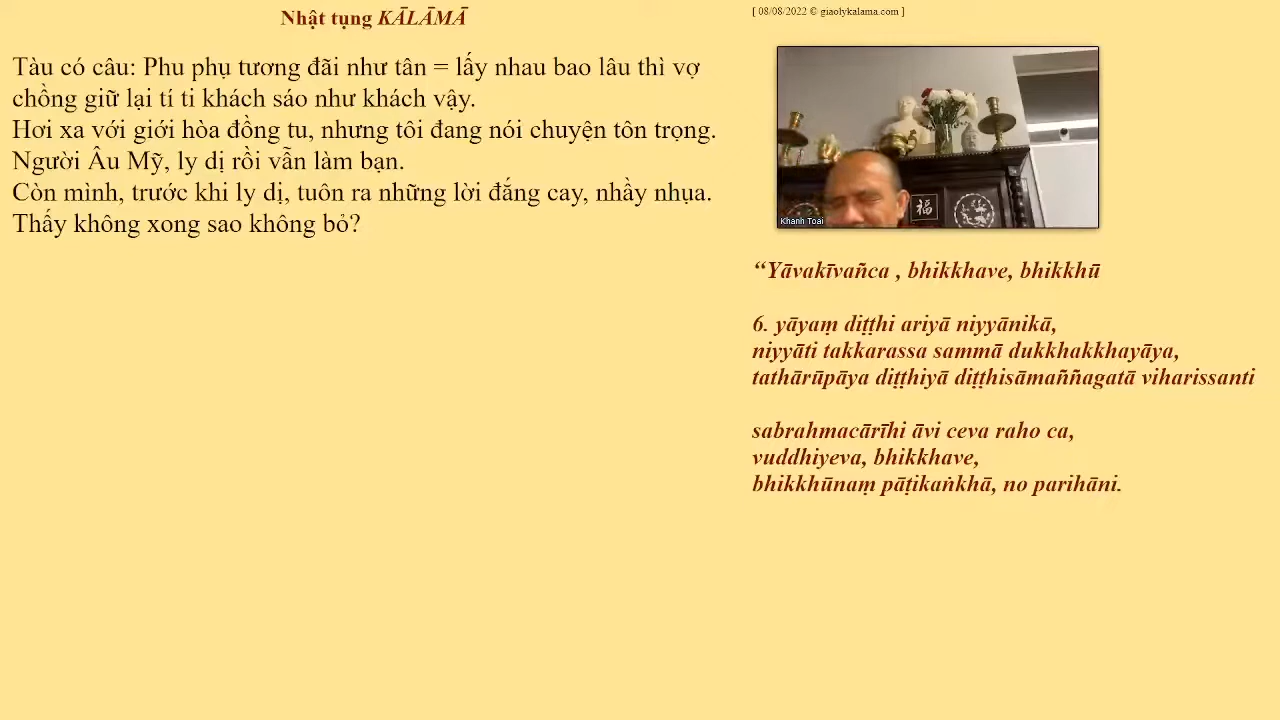 Nhật tụng KĀLĀMĀ
Tàu có câu: Phu phụ tương đãi như tân = lấy nhau bao lâu thì vợ
chồng giữ lại tí ti khách sáo như khách vậy.
Hơi xa với giới hòa đồng tu, nhưng tôi đang nói chuyện tôn trọng.
Người Âu Mỹ, ly dị rồi vẫn làm bạn.
Còn mình, trước khi ly dị, tuôn ra những lời đắng cay, nhầy nhụa.
Thấy không xong sao không bỏ?
[ 08/08/2022 © giaolykalama.com ]
福
Khanh Toai
“Yāvakīvañca , bhikkhave, bhikkhū
6. yāyaṃ diṭṭhi ariyā niyyānikā,
niyyāti takkarassa sammā dukkhakkhayāya,
tathārūpāya diṭṭhiyā diṭṭhisāmaññagatā viharissanti
sabrahmacārīhi āvi ceva raho ca,
vuddhiyeva, bhikkhave,
bhikkhūnaṃ pāṭikaṅkhā, no parihāni.